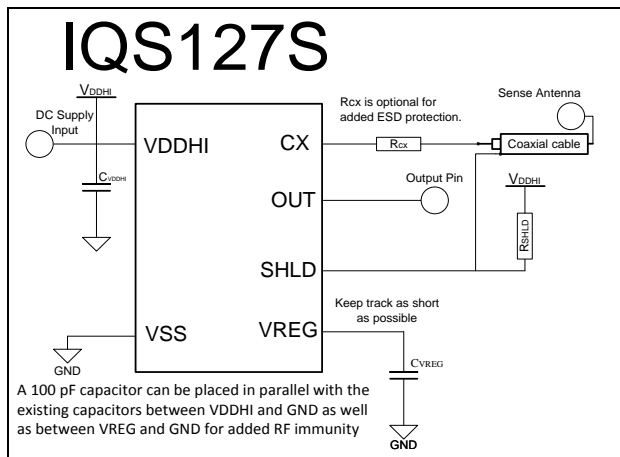 IQS127S
VDDHI
DC Supply
Input
CVDDHI
VDDHI
CX
OUT
SHLD
VSS
VREG
GND
Rcx is optional for
added ESD protection.
Rcx
Sense Antenna
Coaxial cable
Output Pin
VDDHI
RSHLD
Keep track as short
as possible
CVREG
GND
A 100 pF capacitor can be placed in parallel with the
existing capacitors between VDDHI and GND as well
as between VREG and GND for added RF immunity